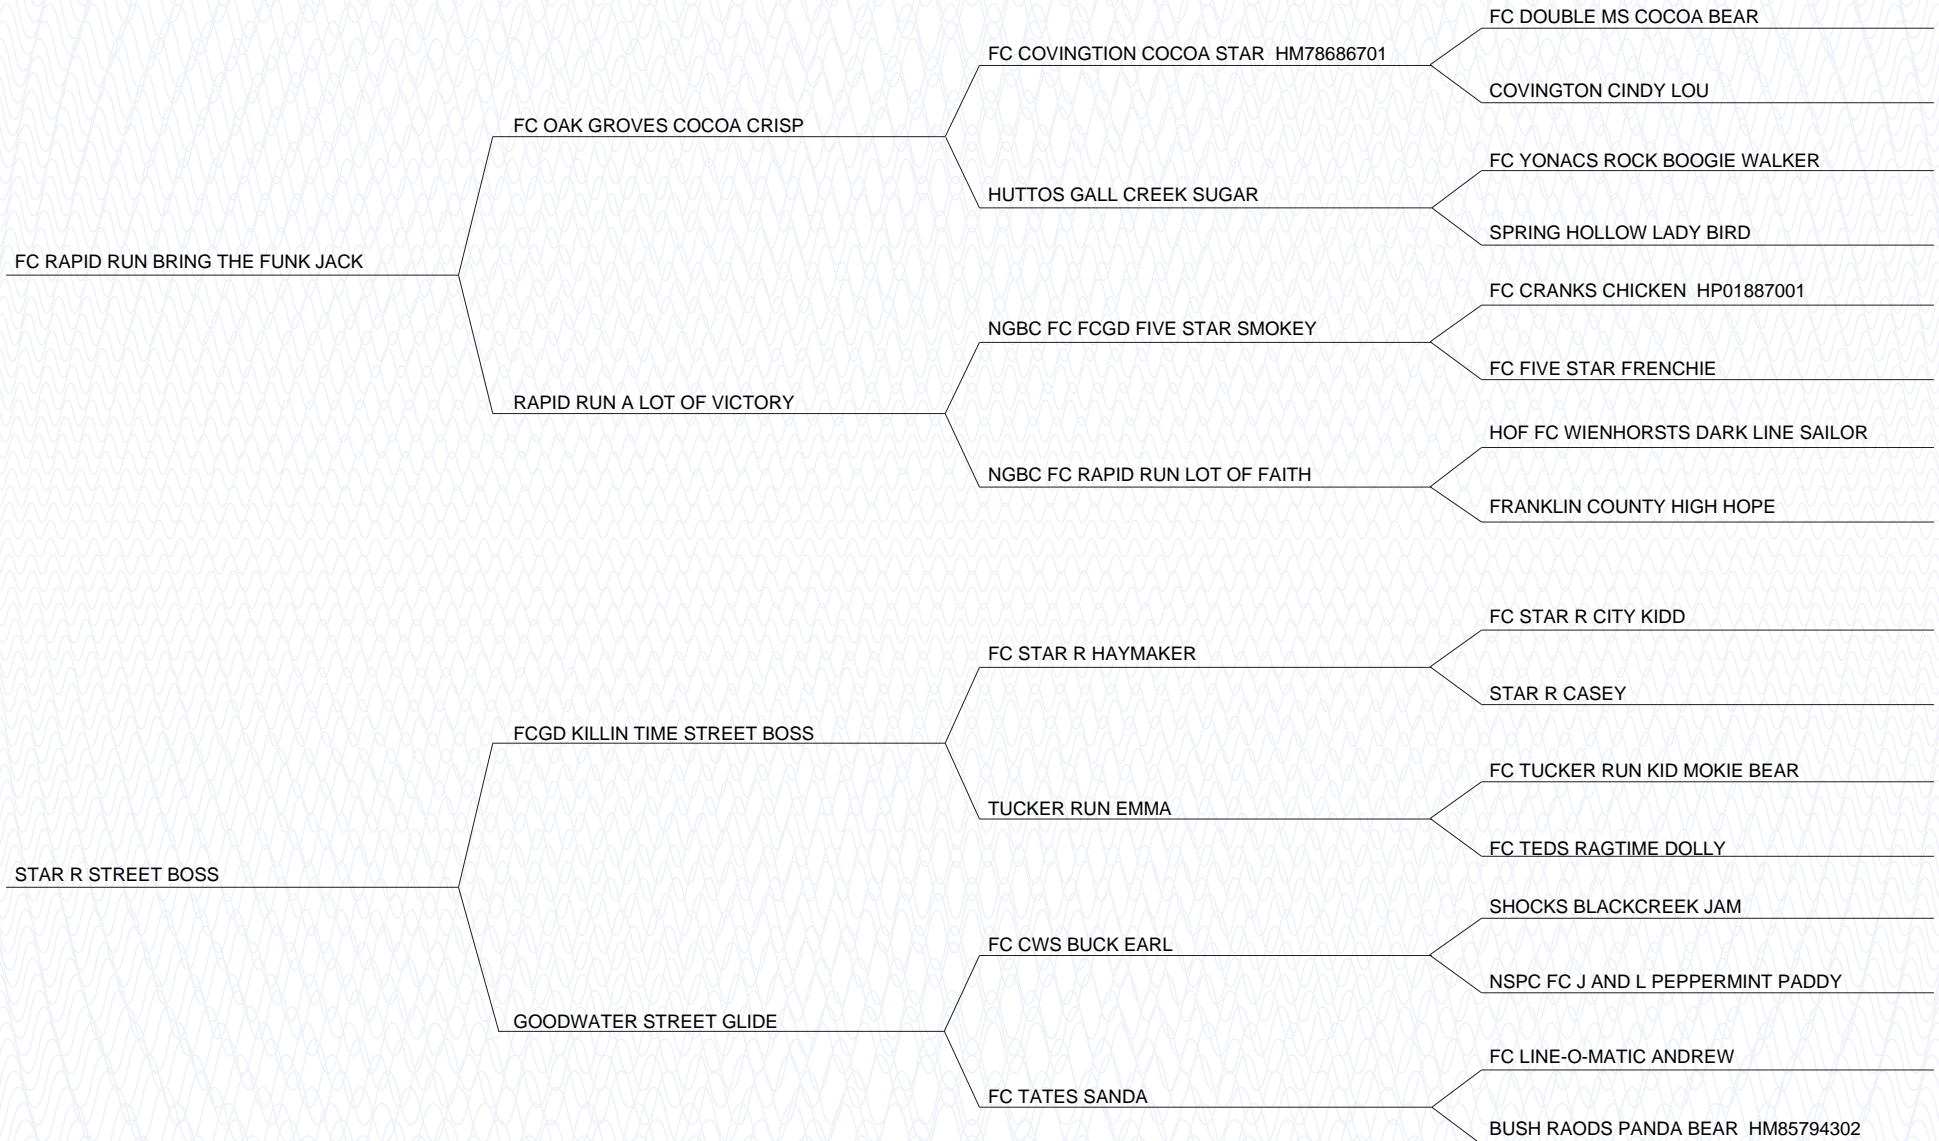 FC DOUBLE MS COCOA BEAR
FC COVINGTION COCOA STAR HM78686701
COVINGTON CINDY LOU
FC OAK GROVES COCOA CRISP
FC YONACS ROCK BOOGIE WALKER
HUTTOS GALL CREEK SUGAR
SPRING HOLLOW LADY BIRD
FC RAPID RUN BRING THE FUNK JACK
FC CRANKS CHICKEN HP01887001
NGBC FC FCGD FIVE STAR SMOKEY
FC FIVE STAR FRENCHIE
RAPID RUN A LOT OF VICTORY
HOF FC WIENHORSTS DARK LINE SAILOR
NGBC FC RAPID RUN LOT OF FAITH
FRANKLIN COUNTY HIGH HOPE
FC STAR R CITY KIDD
FC STAR R HAYMAKER
STAR R CASEY
FCGD KILLIN TIME STREET BOSS
FC TUCKER RUN KID MOKIE BEAR
TUCKER RUN EMMA
FC TEDS RAGTIME DOLLY
STAR R STREET BOSS
SHOCKS BLACKCREEK JAM
FC CWS BUCK EARL
NSPC FC J AND L PEPPERMINT PADDY
GOODWATER STREET GLIDE
FC LINE-O-MATIC ANDREW
FC TATES SANDA
BUSH RAODS PANDA BEAR HM85794302